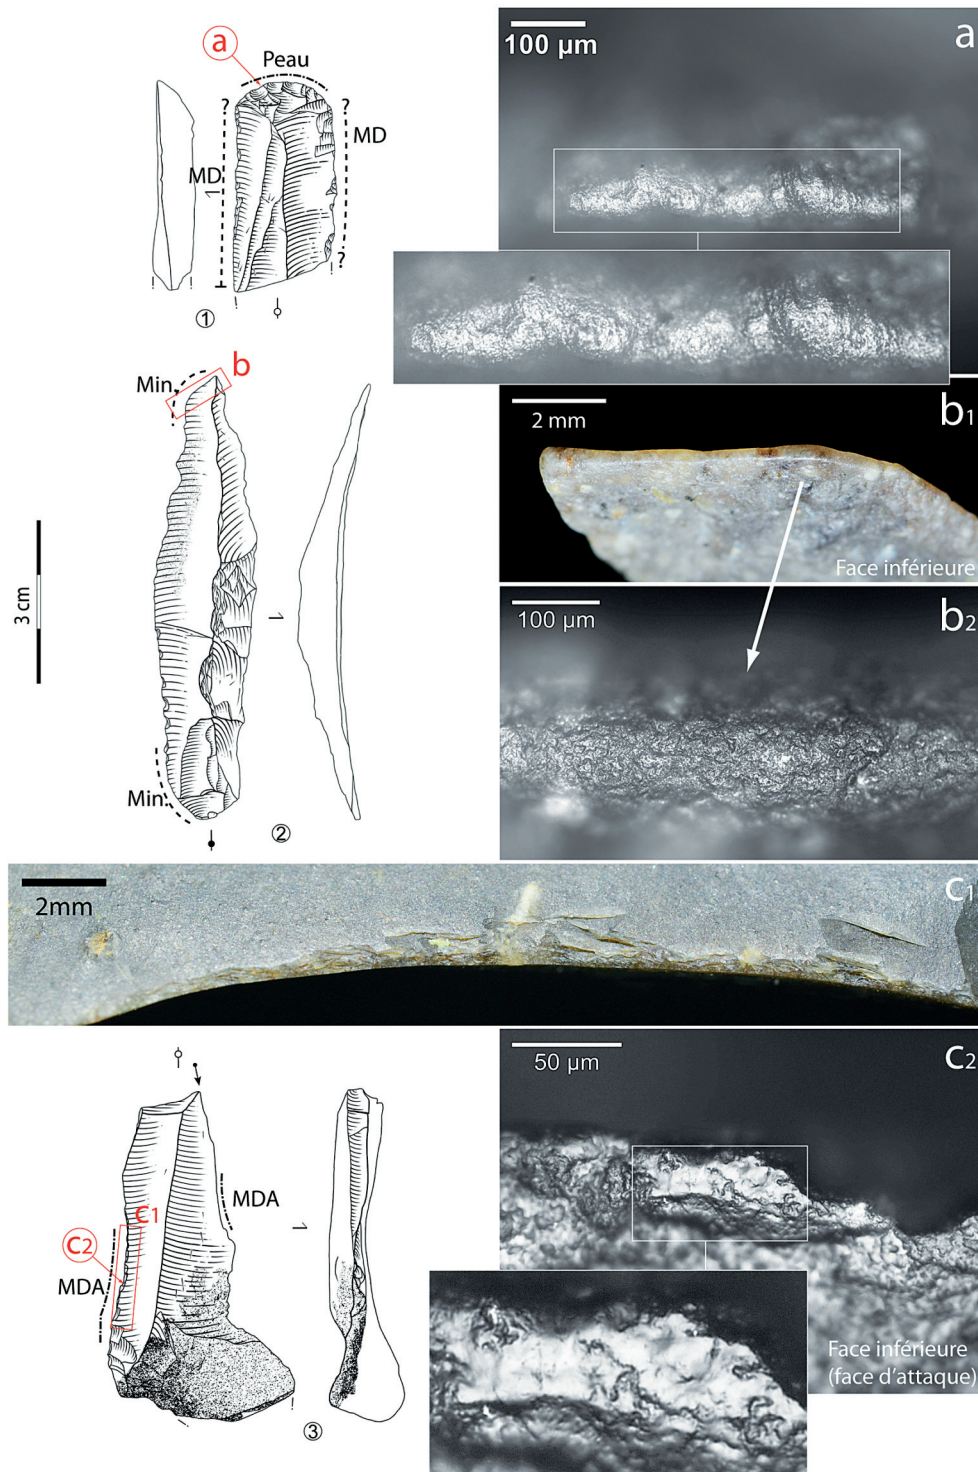 a
Peau
?
?
MD
MD
?
①
100 µm
a
Min.
b
3 cm
Min.
②
2 mm
b1
Face inférieure
100 µm
b2
2mm
C1
MDA
C1
C2
MDA
③
50 µm
C2
Face inférieure
(face d'attaque)